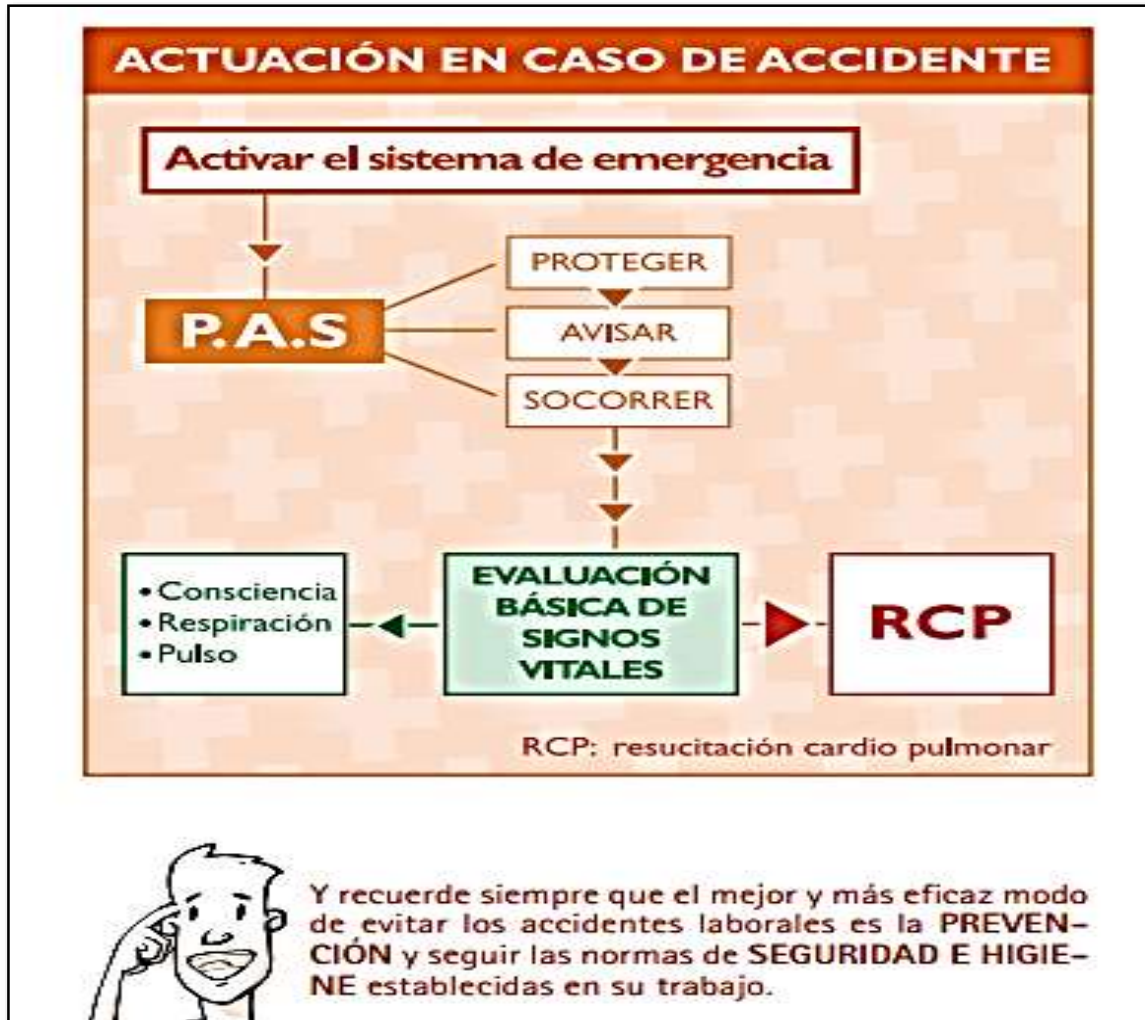 ACTUACIÓN EN CASO DE ACCIDENTE
Activar el sistema de emergencia
P.A.S
PROTEGER
AVISAR
SOCORRER
• Consciencia
• Respiración
• Pulso
EVALUACIÓN
BÁSICA DE
SIGNOS
VITALES
RCP
RCP: resucitación cardio pulmonar
Y recuerde siempre que el mejor y más eficaz modo
de evitar los accidentes laborales es la PREVEN-
CIÓN y seguir las normas de SEGURIDAD E HIGIE-
NE establecidas en su trabajo.